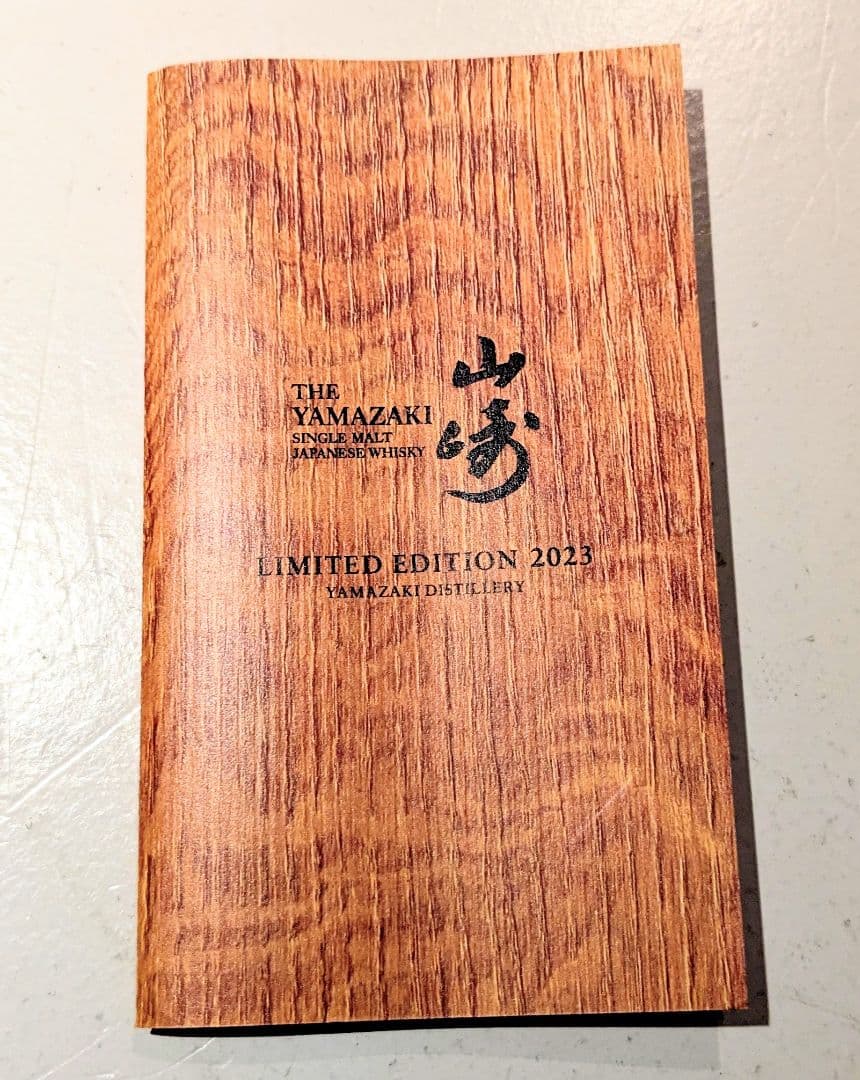 THE
YAMAZAKI
SINGLE MALT
JAPANESE WHISKY
山崎
LIMITED EDITION 2023
YAMAZAKI DISTILLERY